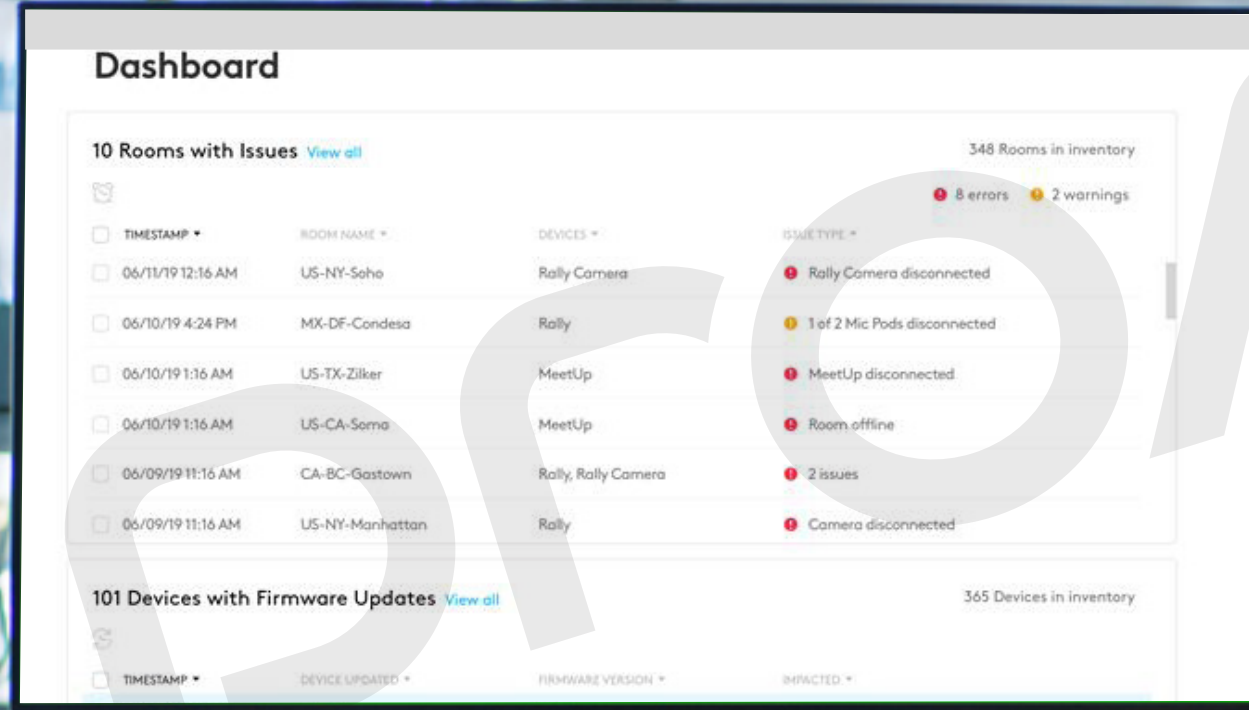 Dashboard
10 Rooms with Issues View all 348 Rooms in inventory
8 errors 2 warnings
TIMESTAMP ROOM NAME DEVICES ISSUE TYPE
06/11/19 12:16 AM US-NY-Soho Rally Camera Rally Camera disconnected
06/10/19 4:24 PM MX-DF-Condesa Rally 1 of 2 Mic Pods disconnected
06/10/19 1:16 AM US-TX-Zilker MeetUp MeetUp disconnected
06/10/19 1:16 AM US-CA-Soma MeetUp Room offline
06/09/19 11:16 AM CA-BC-Gastown Rally, Rally Camera 2 issues
06/09/19 11:16 AM US-NY-Manhattan Rally Camera disconnected
101 Devices with Firmware Updates View all 365 Devices in inventory
TIMESTAMP DEVICE UPDATED FIRMWARE VERSION IMPACTED